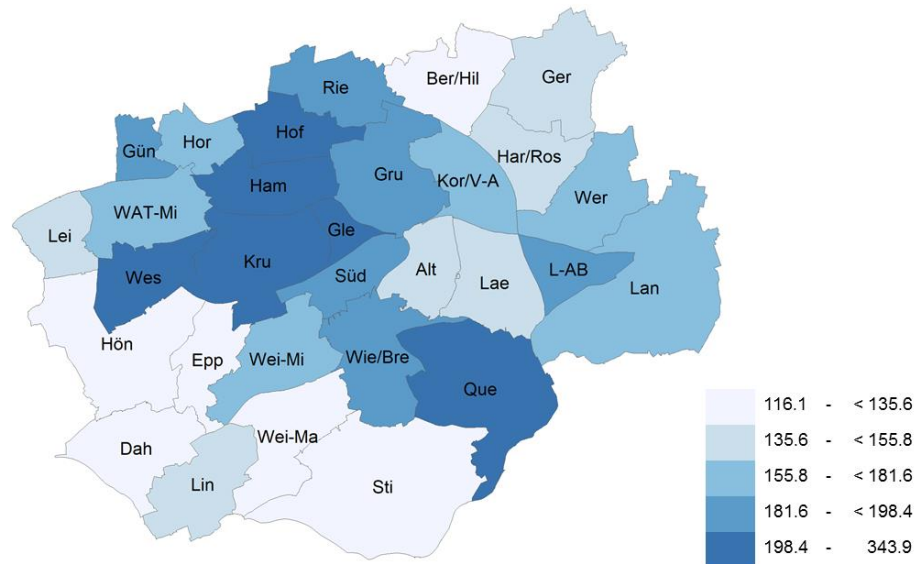 Ber/Hil
Ger
Rie
Hof
Hor
Gün
Har/Ros
Gru
Kor/V-A
Ham
Wer
WAT-Mi
Lei
Gle
Kru
Alt
Süd
L-AB
Wes
Lae
Lan
Hön
Epp
Wei-Mi
Wie/Bre
Que
Wei-Ma
Dah
Lin
Sti
116.1 - < 135.6
135.6 - < 155.8
155.8 - < 181.6
181.6 - < 198.4
198.4 - 343.9